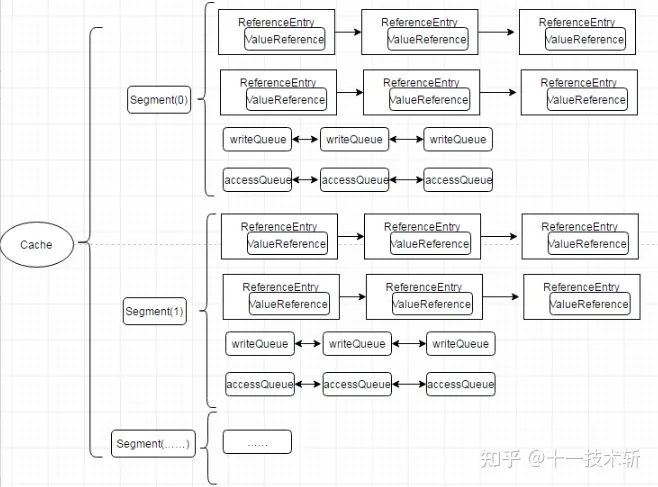 ReferenceEntry ReferenceEntry ReferenceEntry
ValueReference ValueReference ValueReference
ReferenceEntry ReferenceEntry ReferenceEntry
ValueReference ValueReference ValueReference
Segment(0)
writeQueue writeQueue writeQueue
accessQueue accessQueue accessQueue
Cache
ReferenceEntry ReferenceEntry ReferenceEntry
ValueReference ValueReference ValueReference
ReferenceEntry ReferenceEntry ReferenceEntry
ValueReference ValueReference ValueReference
Segment(1)
writeQueue writeQueue writeQueue
accessQueue accessQueue accessQueue
Segment(……) ……
知乎 @十一技术斩